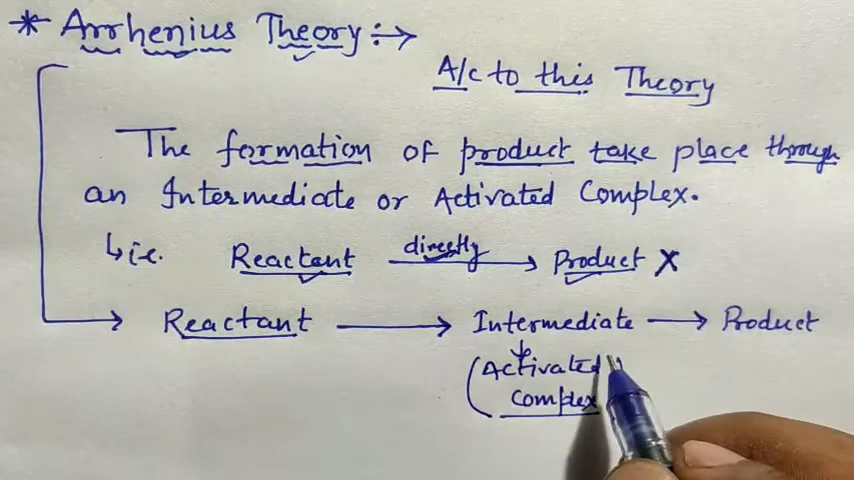 * Arrhenius Theory :→
A/c to this Theory
The formation of product take place through
an Intermediate or Activated Complex.
↳ i.e. Reactant directly → Product X
→ Reactant → Intermediate → Product
(Activated
Complex